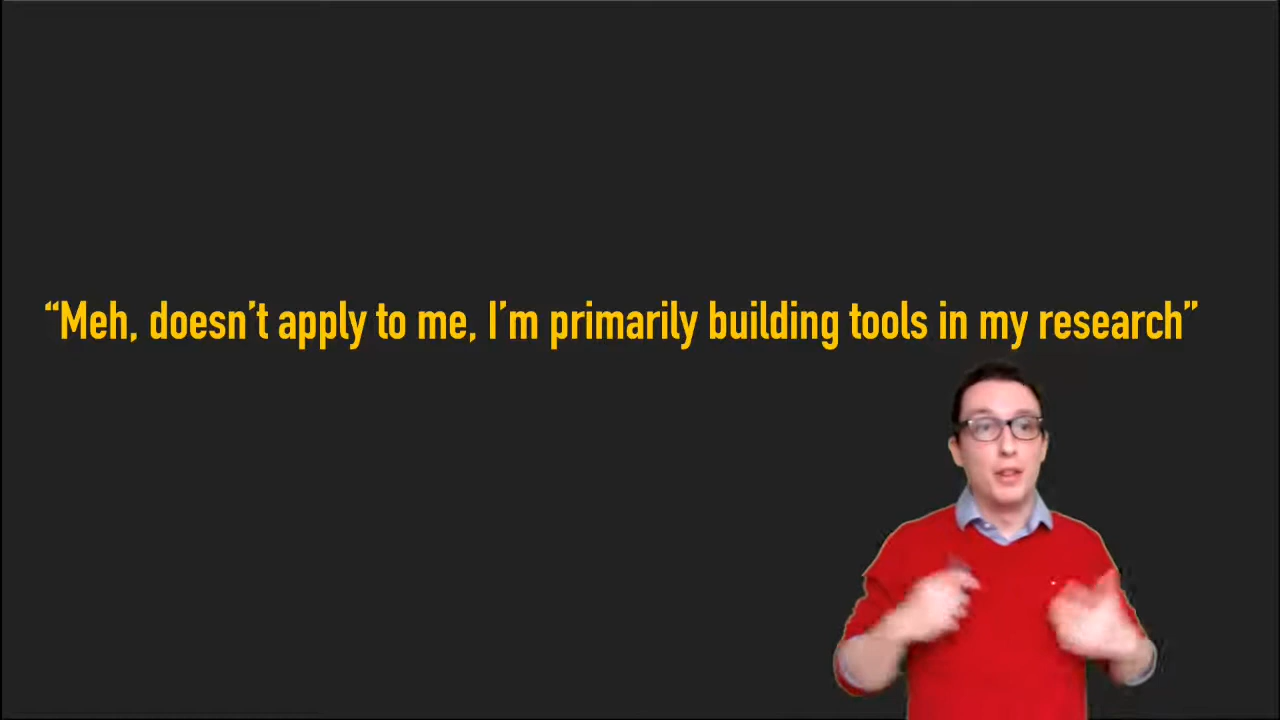 “Meh, doesn’t apply to me, I’m primarily building tools in my research”